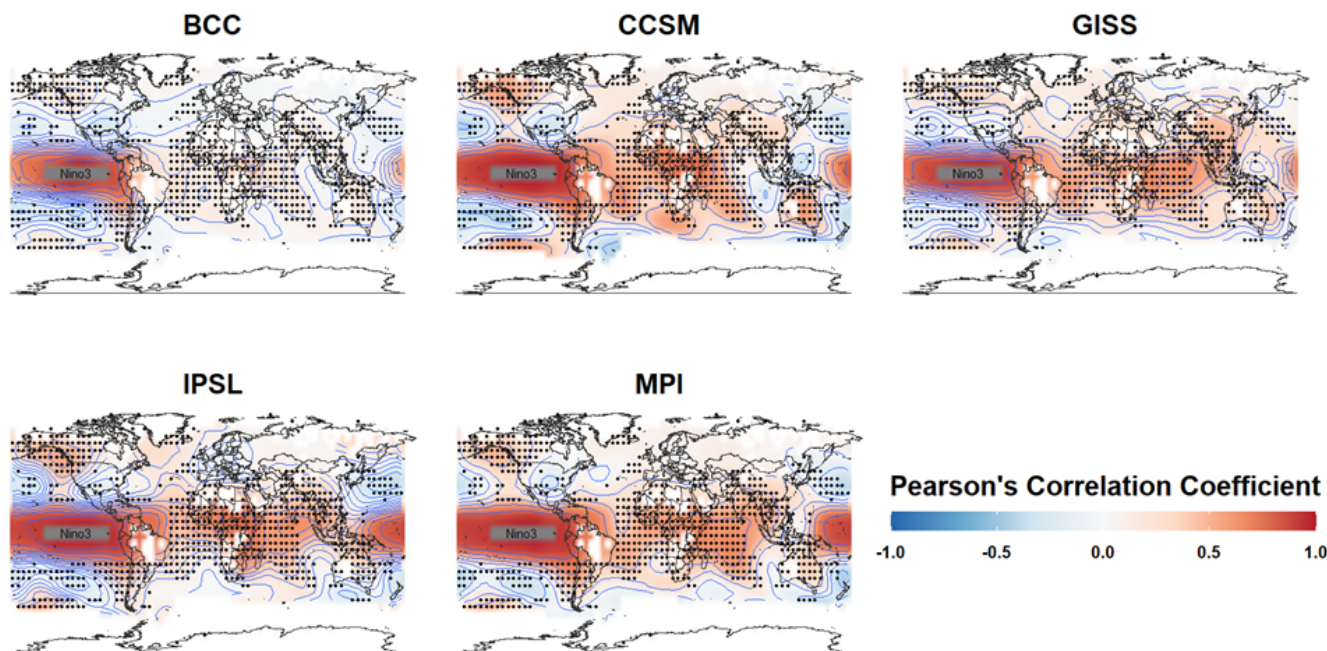 BCC
CCSM
GISS
Nino3
Nino3
Nino3
IPSL
MPI
Nino3
Nino3
Pearson's Correlation Coefficient
-1.0 -0.5 0.0 0.5 1.0